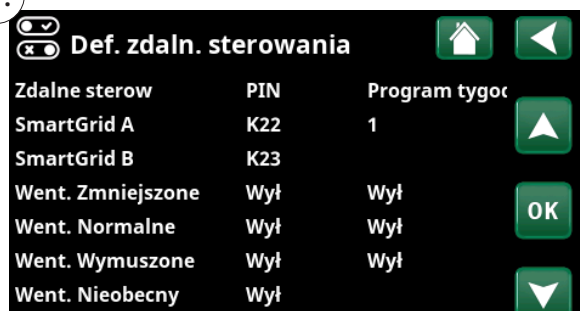 Def. zdaln. sterowania
Zdalne sterow PIN Program tygod
SmartGrid A K22 1
SmartGrid B K23
Went. Zmniejszone Wył Wył
Went. Normalne Wył Wył
OK
Went. Wymuszone Wył Wył
Went. Nieobecny Wył